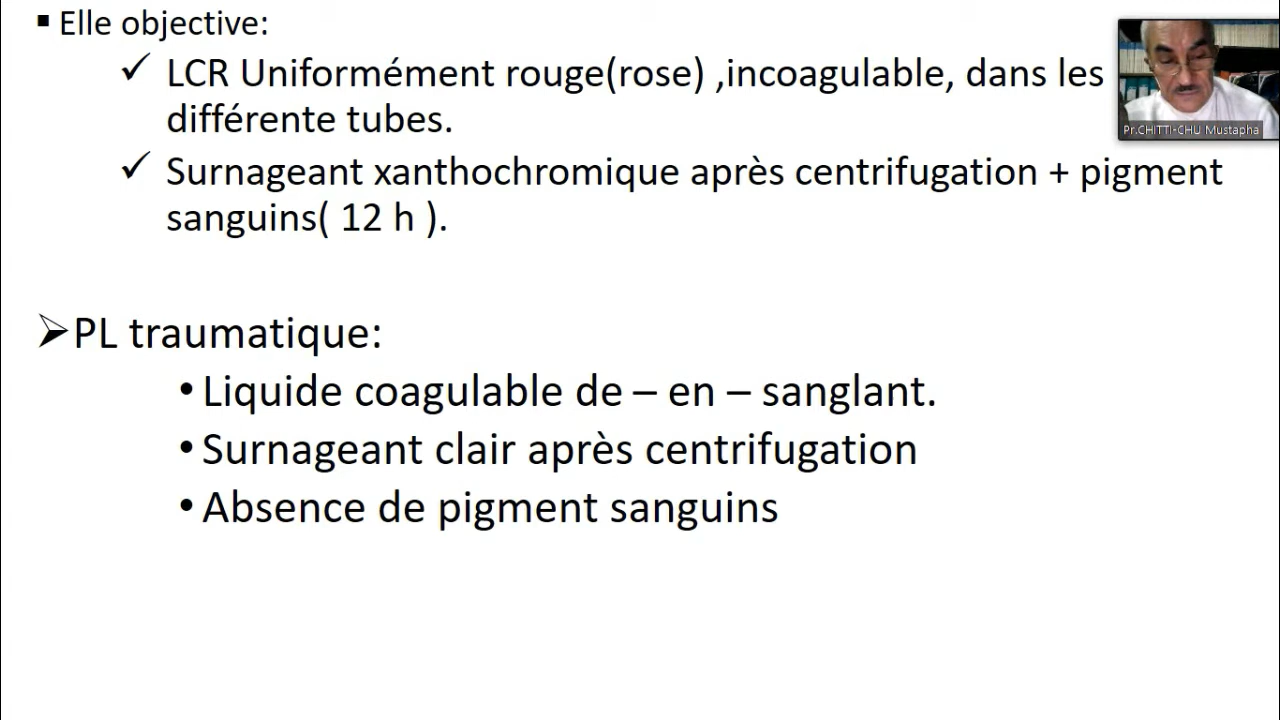 Elle objective:
LCR Uniformément rouge(rose) ,incoagulable, dans les
différente tubes.
Surnageant xanthochromique après centrifugation + pigment
sanguins( 12 h ).
PL traumatique:
Liquide coagulable de – en – sanglant.
Surnageant clair après centrifugation
Absence de pigment sanguins
Pr.CHITTI-CHU Mustapha